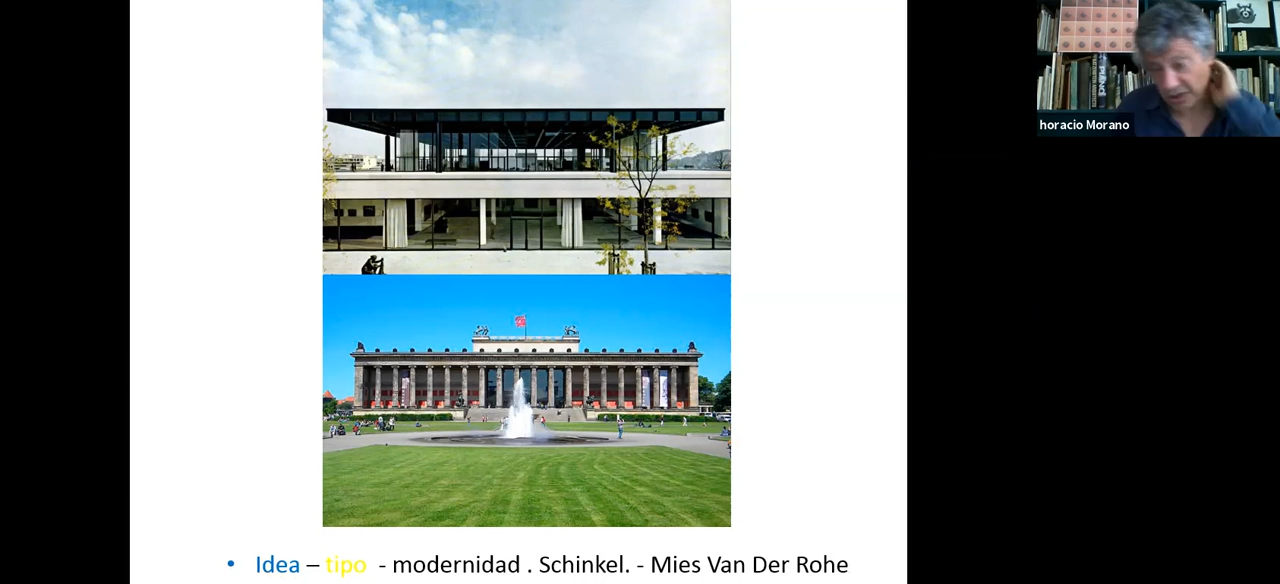 horacio Morano
• Idea – tipo - modernidad . Schinkel. - Mies Van Der Rohe